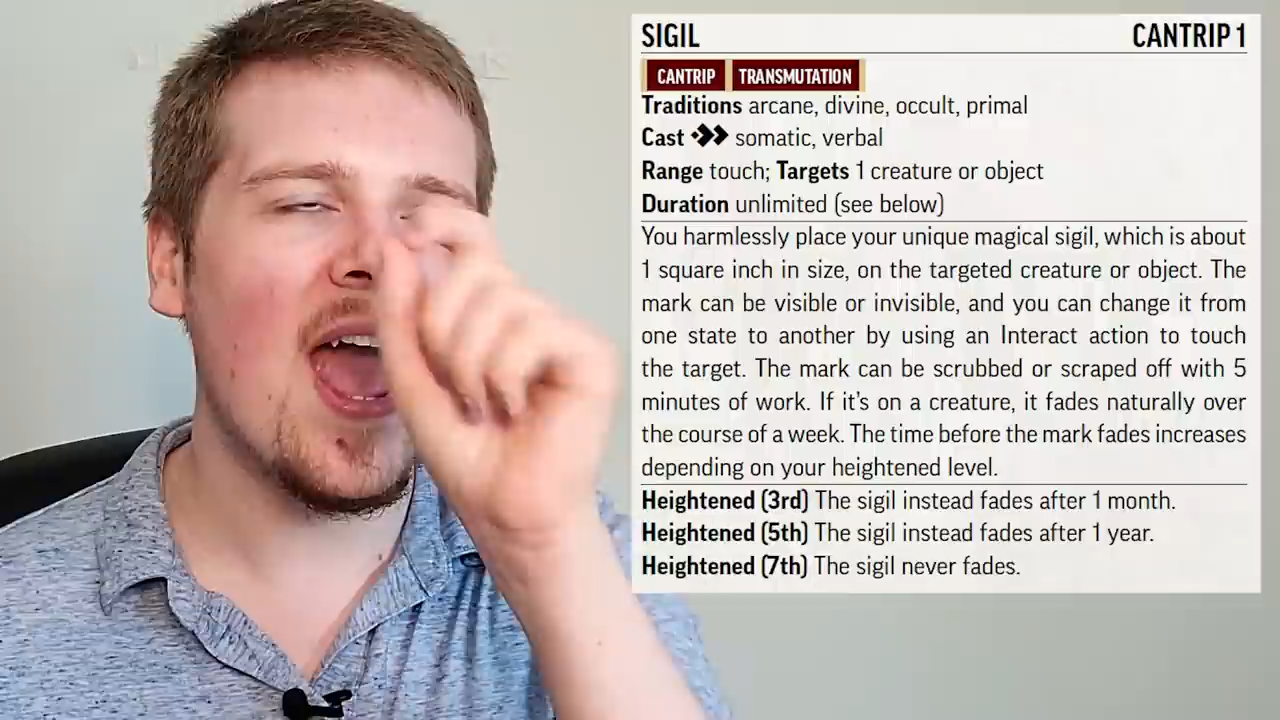 SIGIL CANTRIP 1
CANTRIP TRANSMUTATION
Traditions arcane, divine, occult, primal
Cast somatic, verbal
Range touch; Targets 1 creature or object
Duration unlimited (see below)
You harmlessly place your unique magical sigil, which is about
1 square inch in size, on the targeted creature or object. The
mark can be visible or invisible, and you can change it from
one state to another by using an Interact action to touch
the target. The mark can be scrubbed or scraped off with 5
minutes of work. If it's on a creature, it fades naturally over
the course of a week. The time before the mark fades increases
depending on your heightened level.
Heightened (3rd) The sigil instead fades after 1 month.
Heightened (5th) The sigil instead fades after 1 year.
Heightened (7th) The sigil never fades.